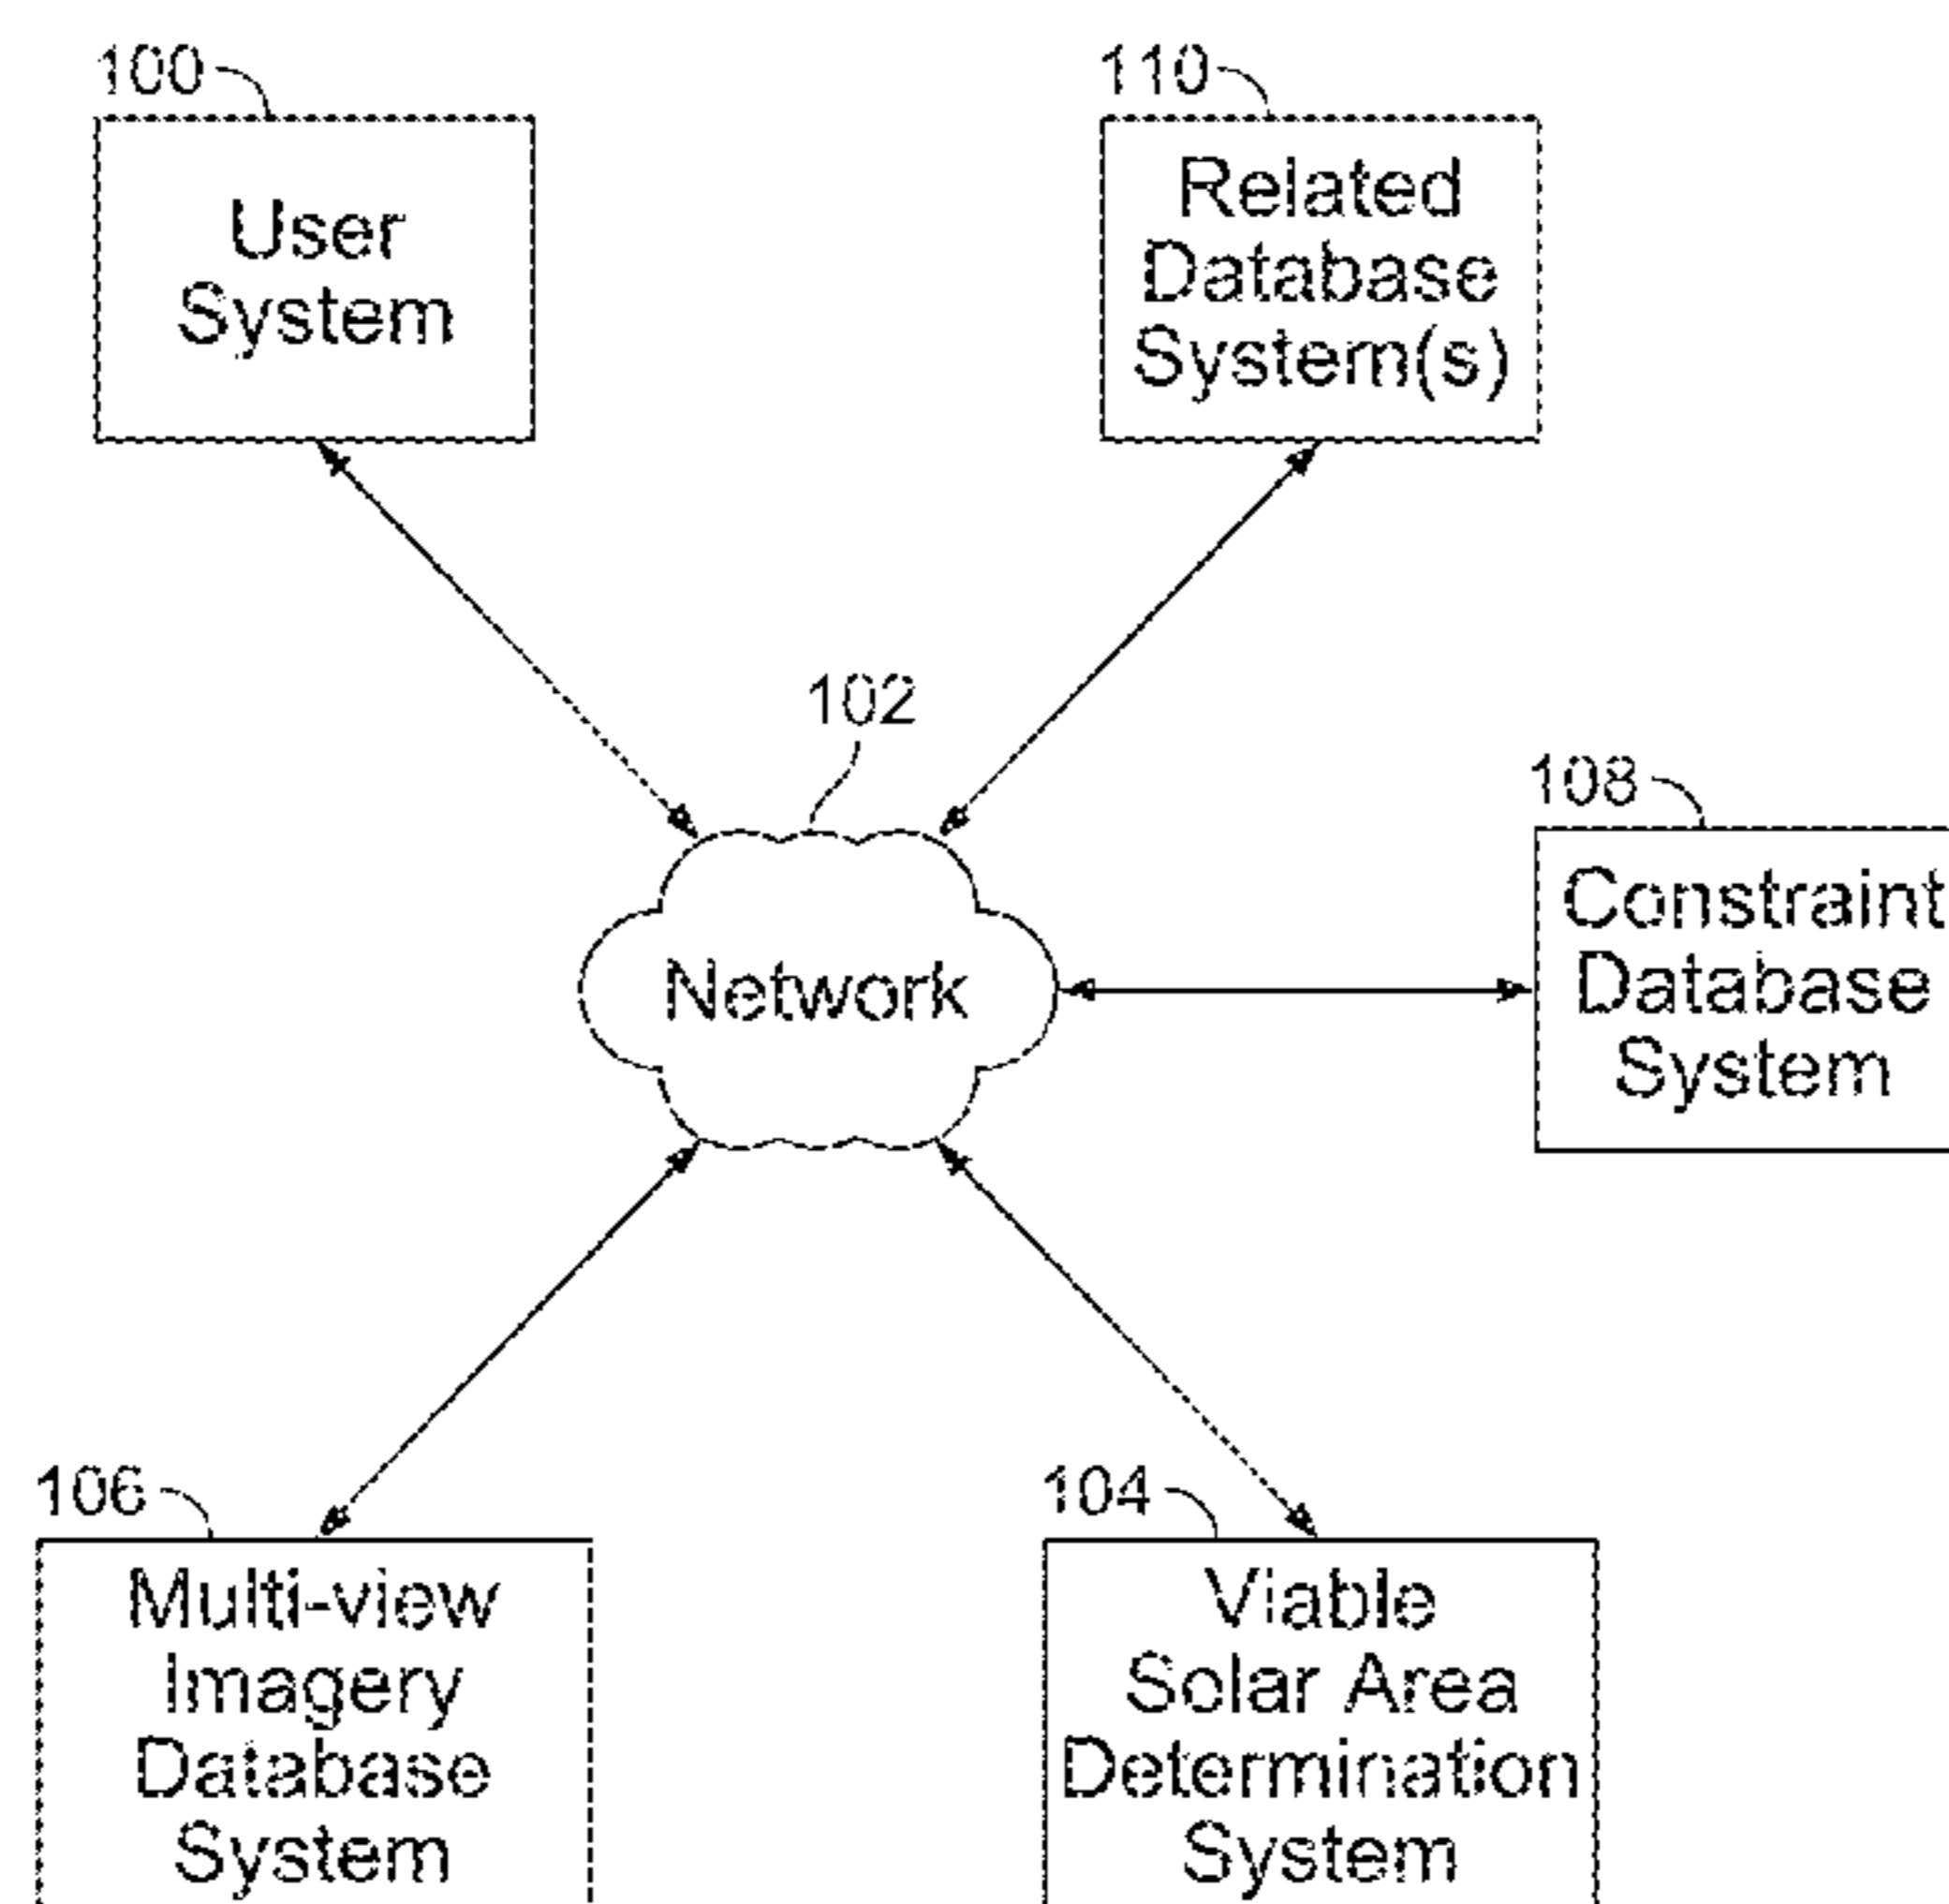 100
User
System
110
Related
Database
System(s)
102
Network
108
Constraint
Database
System
106
Multi-view
Imagery
Database
System
104
Viable
Solar Area
Determination
System